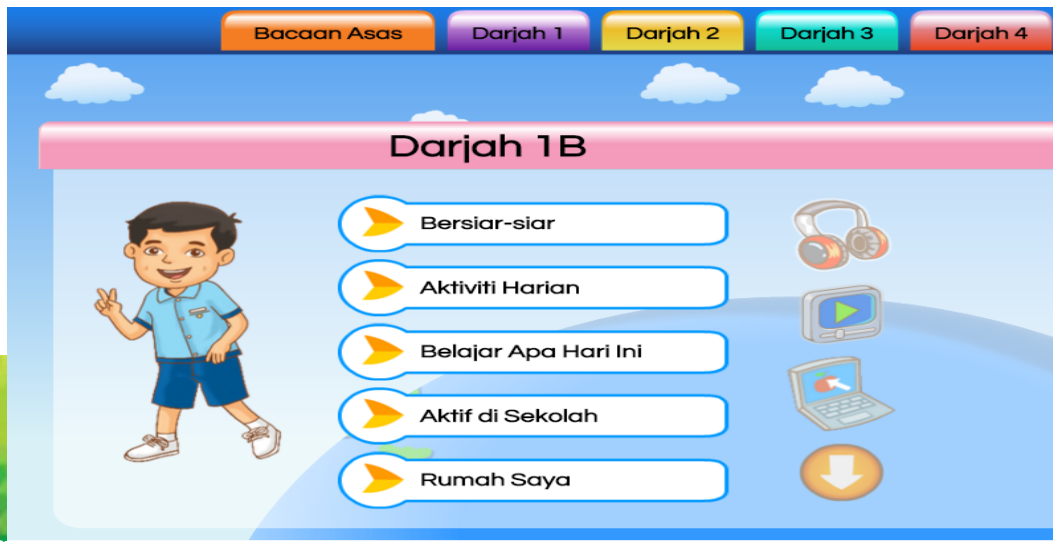 Bacaan Asas Darjah 1 Darjah 2 Darjah 3 Darjah 4
Darjah 1B
Bersiar-siar
Aktiviti Harian
Belajar Apa Hari Ini
Aktif di Sekolah
Rumah Saya